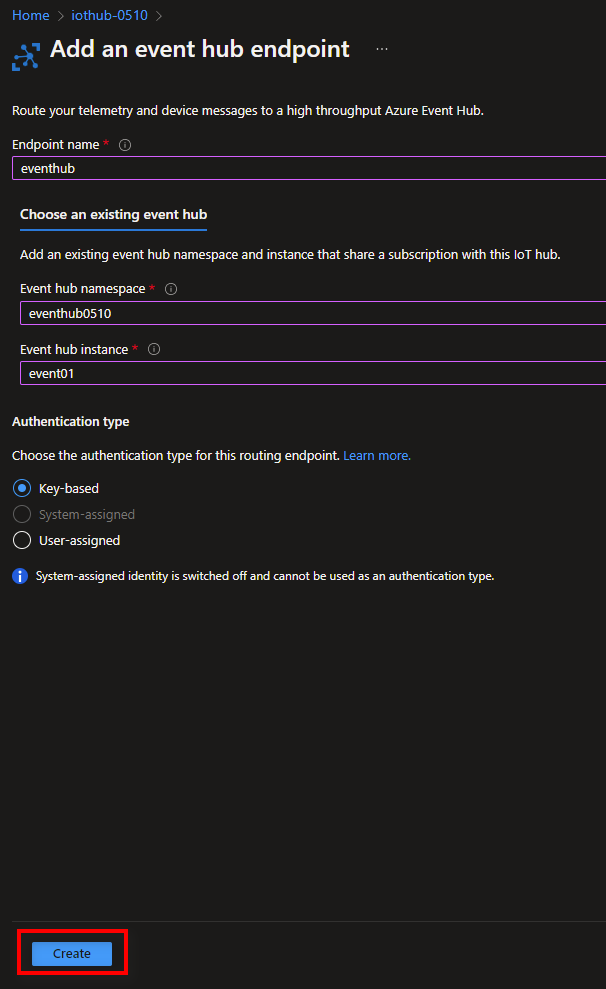 Home > iothub-0510 >
Add an event hub endpoint ...
Route your telemetry and device messages to a high throughput Azure Event Hub.
Endpoint name *
eventhub
Choose an existing event hub
Add an existing event hub namespace and instance that share a subscription with this IoT hub.
Event hub namespace *
eventhub0510
Event hub instance *
event01
Authentication type
Choose the authentication type for this routing endpoint. Learn more.
Key-based
System-assigned
User-assigned
System-assigned identity is switched off and cannot be used as an authentication type.
Create